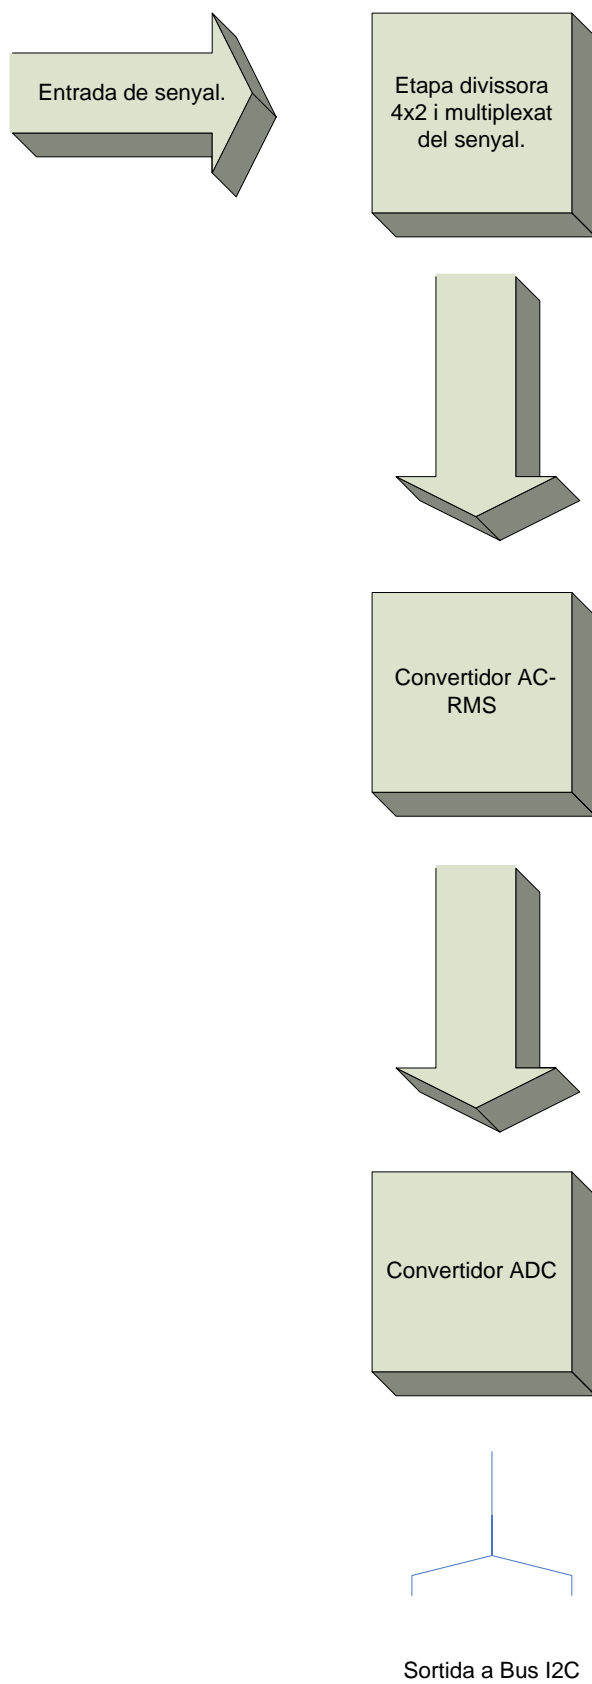 Entrada de senyal.
Etapa divissora
4x2 i multiplexat
del senyal.
Convertidor AC-
RMS
Convertidor ADC
Sortida a Bus I2C